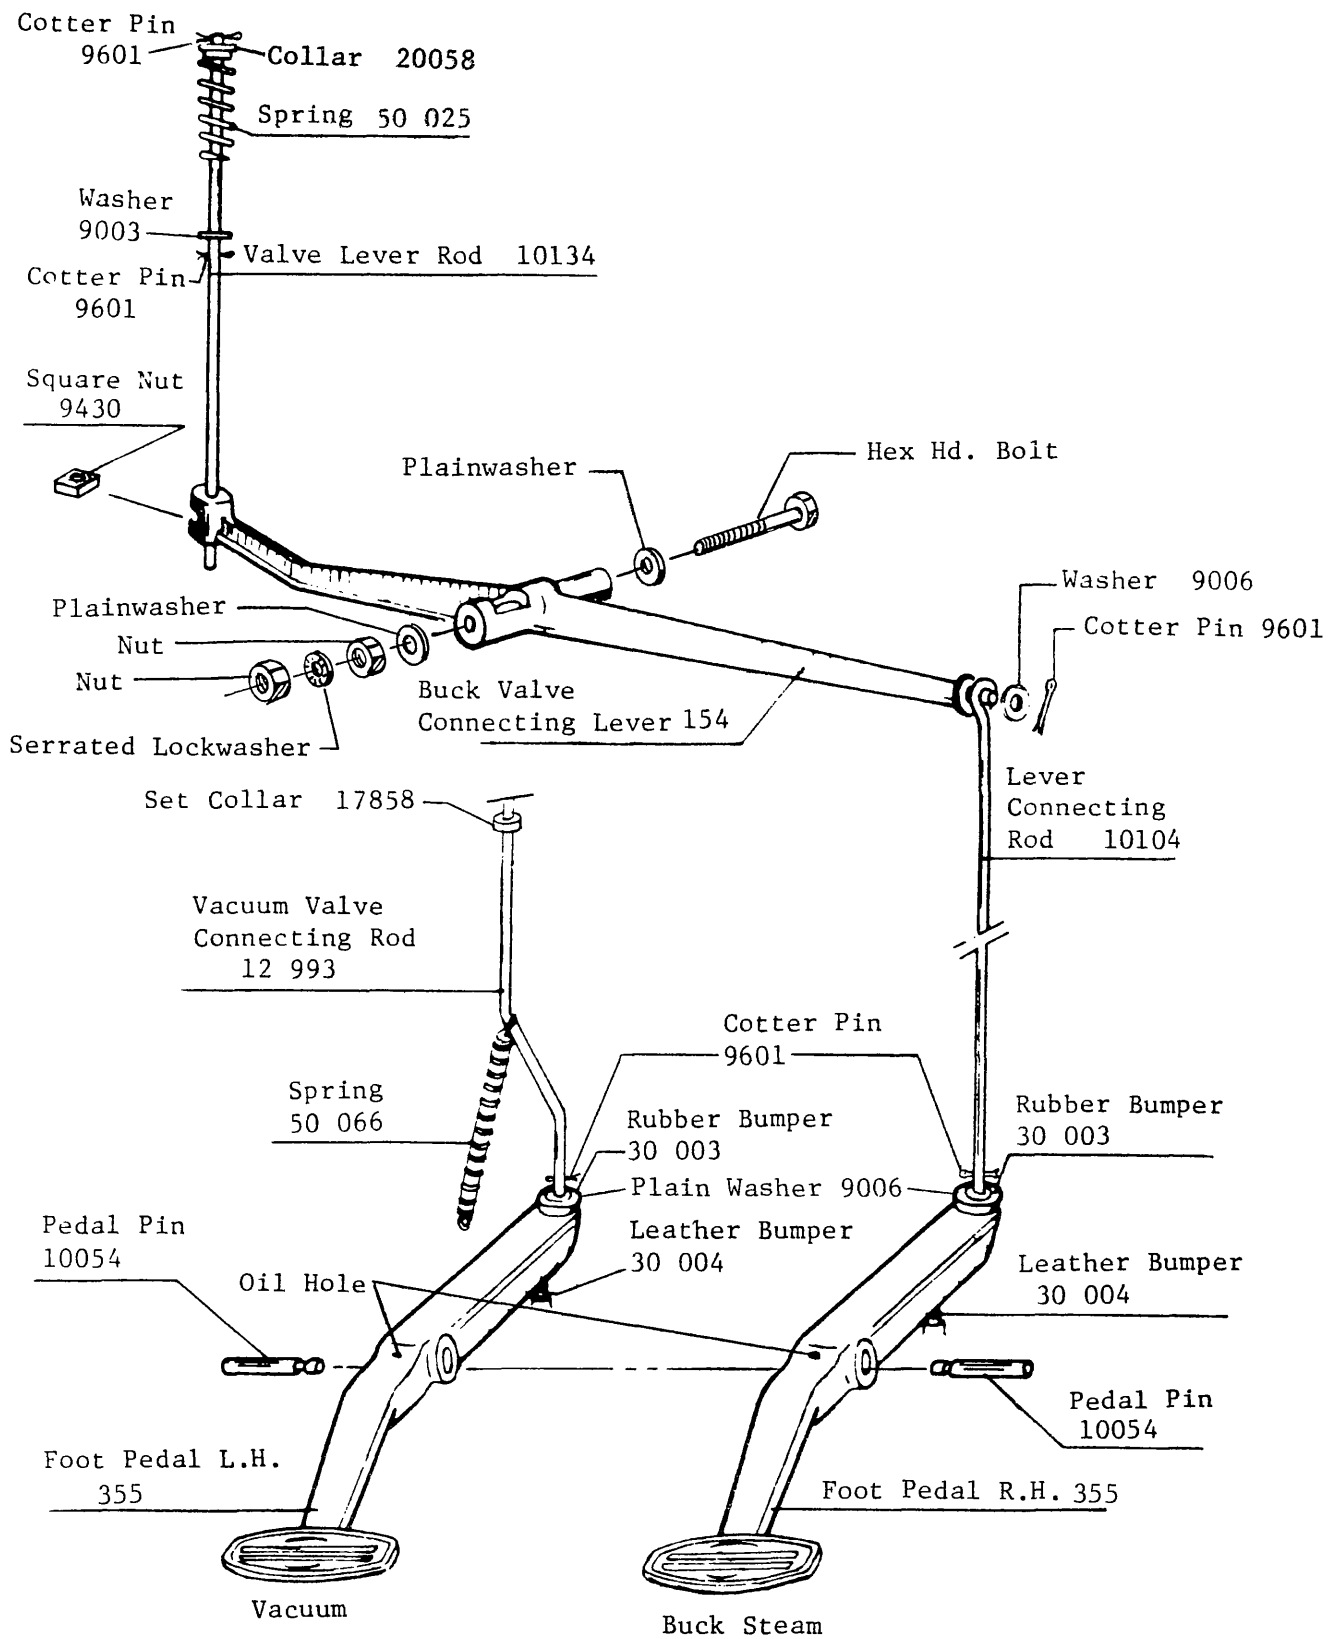 Cotter Pin
9601
Collar 20058
Spring 50 025
Washer
9003
Valve Lever Rod 10134
Cotter Pin
9601
Square Nut
9430
Plainwasher
Hex Hd. Bolt
Washer 9006
Cotter Pin 9601
Plainwasher
Nut
Nut
Serrated Lockwasher
Buck Valve
Connecting Lever 154
Set Collar 17858
Lever
Connecting
Rod 10104
Vacuum Valve
Connecting Rod
12 993
Cotter Pin
9601
Spring
50 066
Rubber Bumper
30 003
Rubber Bumper
30 003
Plain Washer 9006
Pedal Pin
10054
Leather Bumper
30 004
Oil Hole
Leather Bumper
30 004
Pedal Pin
10054
Foot Pedal L.H.
355
Foot Pedal R.H. 355
Vacuum
Buck Steam